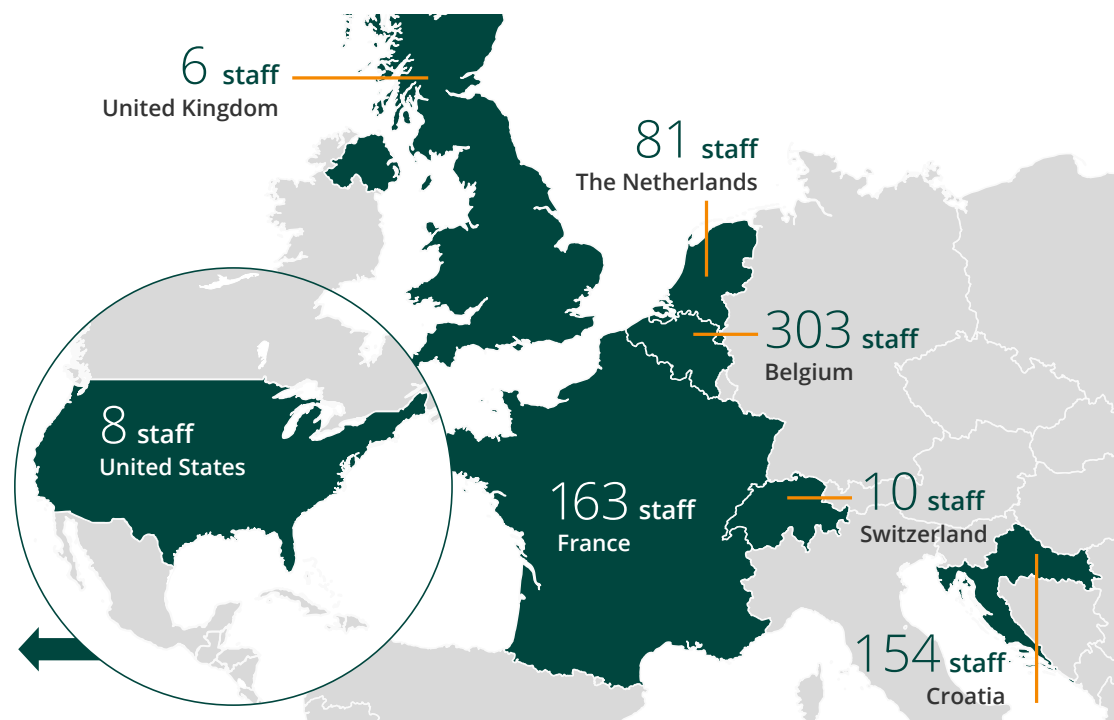 6 staff
United Kingdom
81 staff
The Netherlands
303 staff
Belgium
8 staff
United States
163 staff
France
10 staff
Switzerland
154 staff
Croatia